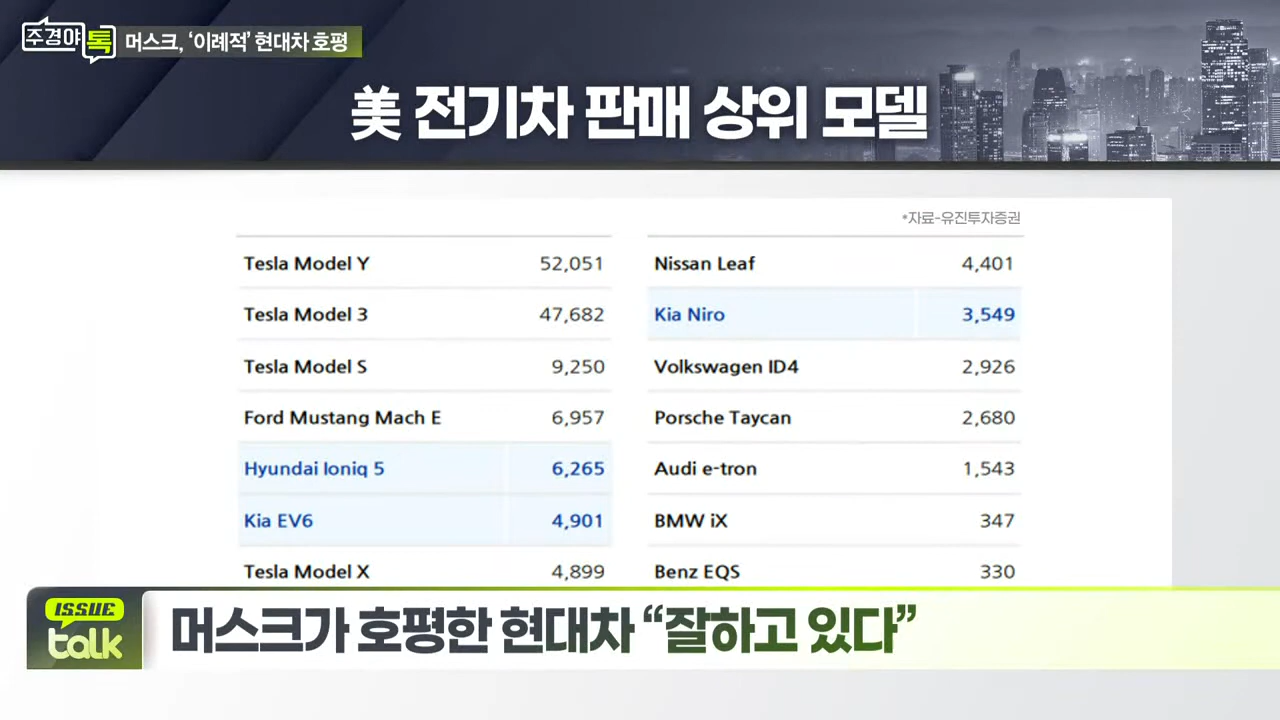 주경야톡 머스크, ‘이례적’ 현대차 호평
美 전기차 판매 상위 모델
*자료-유진투자증권
Tesla Model Y 52,051
Tesla Model 3 47,682
Tesla Model S 9,250
Ford Mustang Mach E 6,957
Hyundai Ioniq 5 6,265
Kia EV6 4,901
Tesla Model X 4,899
Nissan Leaf 4,401
Kia Niro 3,549
Volkswagen ID4 2,926
Porsche Taycan 2,680
Audi e-tron 1,543
BMW iX 347
Benz EQS 330
ISSUE
talk
머스크가 호평한 현대차 “잘하고 있다”